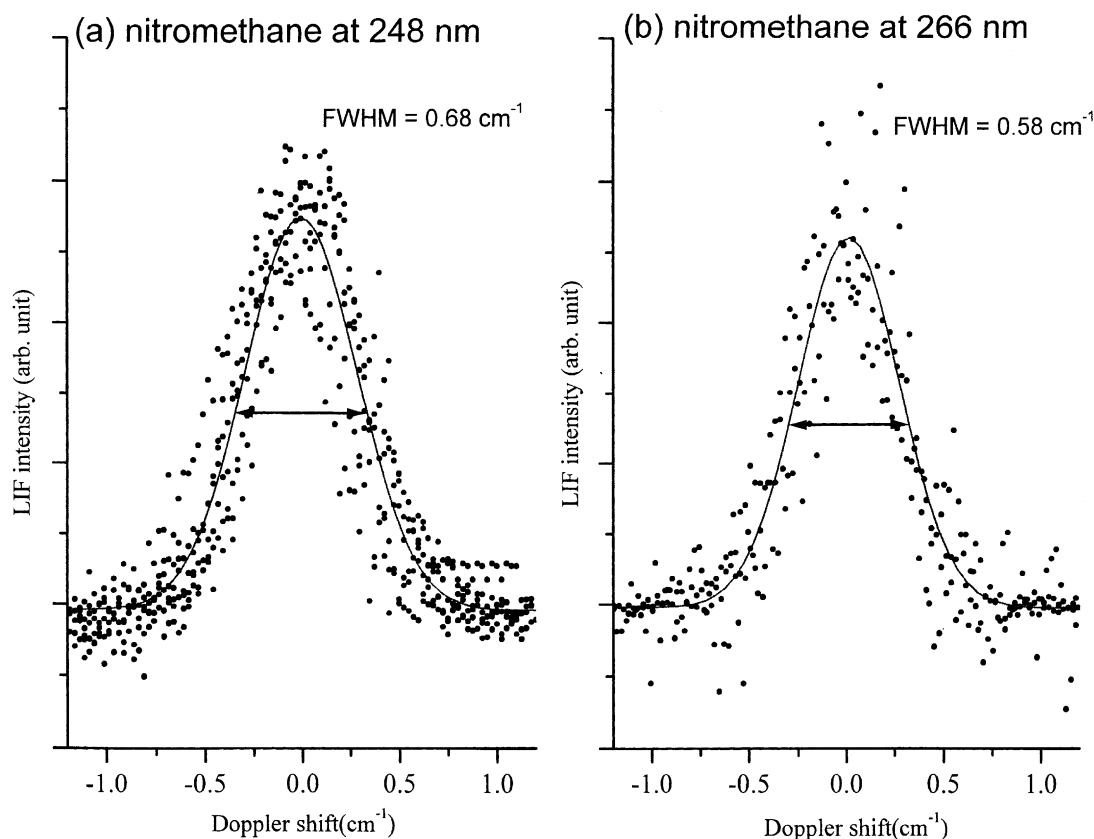 (a) nitromethane at 248 nm
FWHM = 0.68 cm⁻¹
LIF intensity (arb. unit)
-1.0 -0.5 0.0 0.5 1.0
Doppler shift(cm⁻¹)
(b) nitromethane at 266 nm
FWHM = 0.58 cm⁻¹
LIF intensity (arb. unit)
-1.0 -0.5 0.0 0.5 1.0
Doppler shift(cm⁻¹)